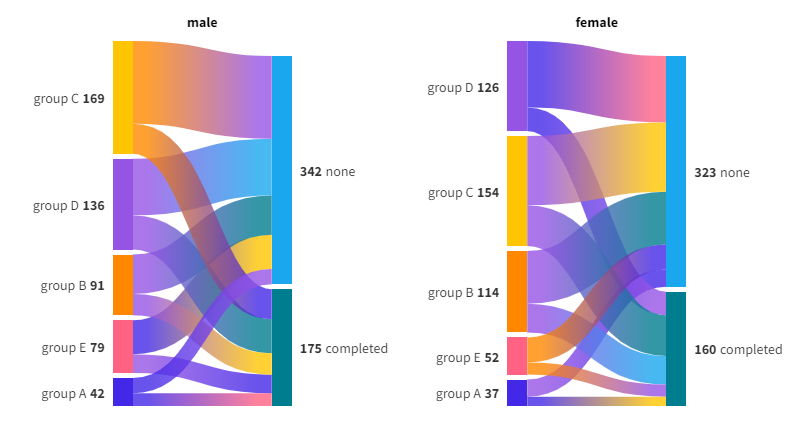 male
group C 169
group D 136
group B 91
group E 79
group A 42
342 none
175 completed
female
group D 126
group C 154
group B 114
group E 52
group A 37
323 none
160 completed